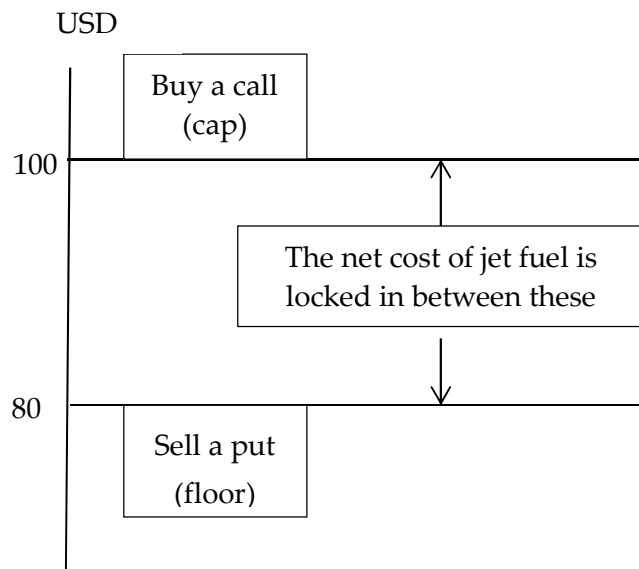 USD
Buy a call
(cap)
100
The net cost of jet fuel is
locked in between these
80
Sell a put
(floor)